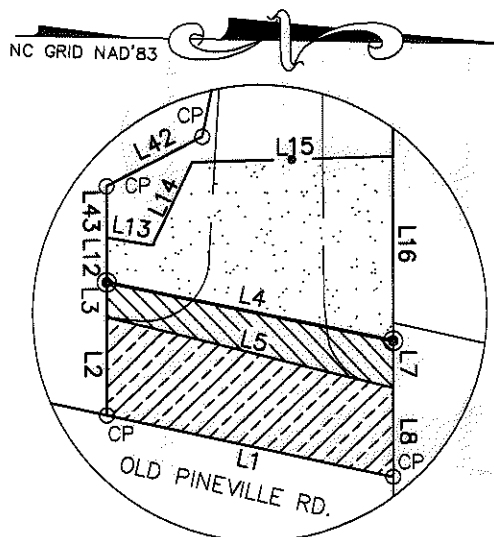 NC GRID NAD'83
CP
L42
CP
L15
L14
L43
L13
L12
L16
L3
L4
L5
L7
L2
L8
CP
L1
CP
OLD PINEVILLE RD.